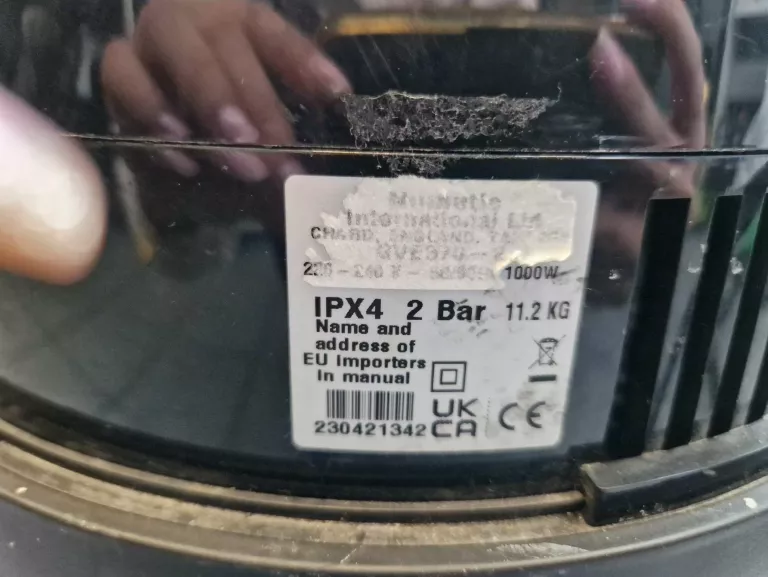 International Ltd
CHARD, ENGLAND,
1000W
IPX4 2 Bar 11.2 KG
Name and
address of
EU Importers
in manual
230421342
UK
CA CE